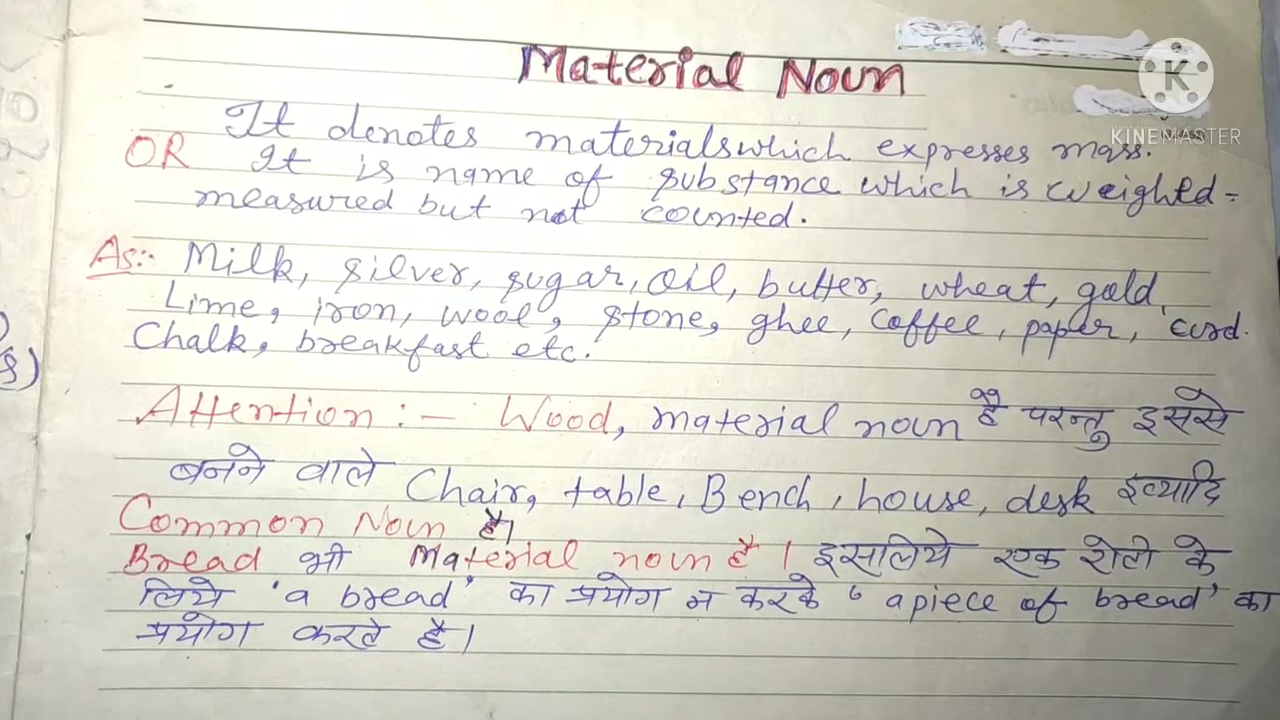 Material Noun
It denotes materials which expresses mass.
OR It is name of substance which is weighted-
measured but not counted.
As:- Milk, silver, sugar, oil, butter, wheat, gold,
Lime, iron, wool, stone, ghee, coffee, paper, curd.
Chalk, breakfast etc.
Attention :- Wood, material noun है परन्तु इससे
बनने वाले Chair, table, Bench, house, desk इत्यादि
Common Noun है।
Bread भी Material noun है। इसलिये एक रोटी के
लिये 'a bread' का प्रयोग न करके 'a piece of bread' का
प्रयोग करते है।
K
KINEMASTER